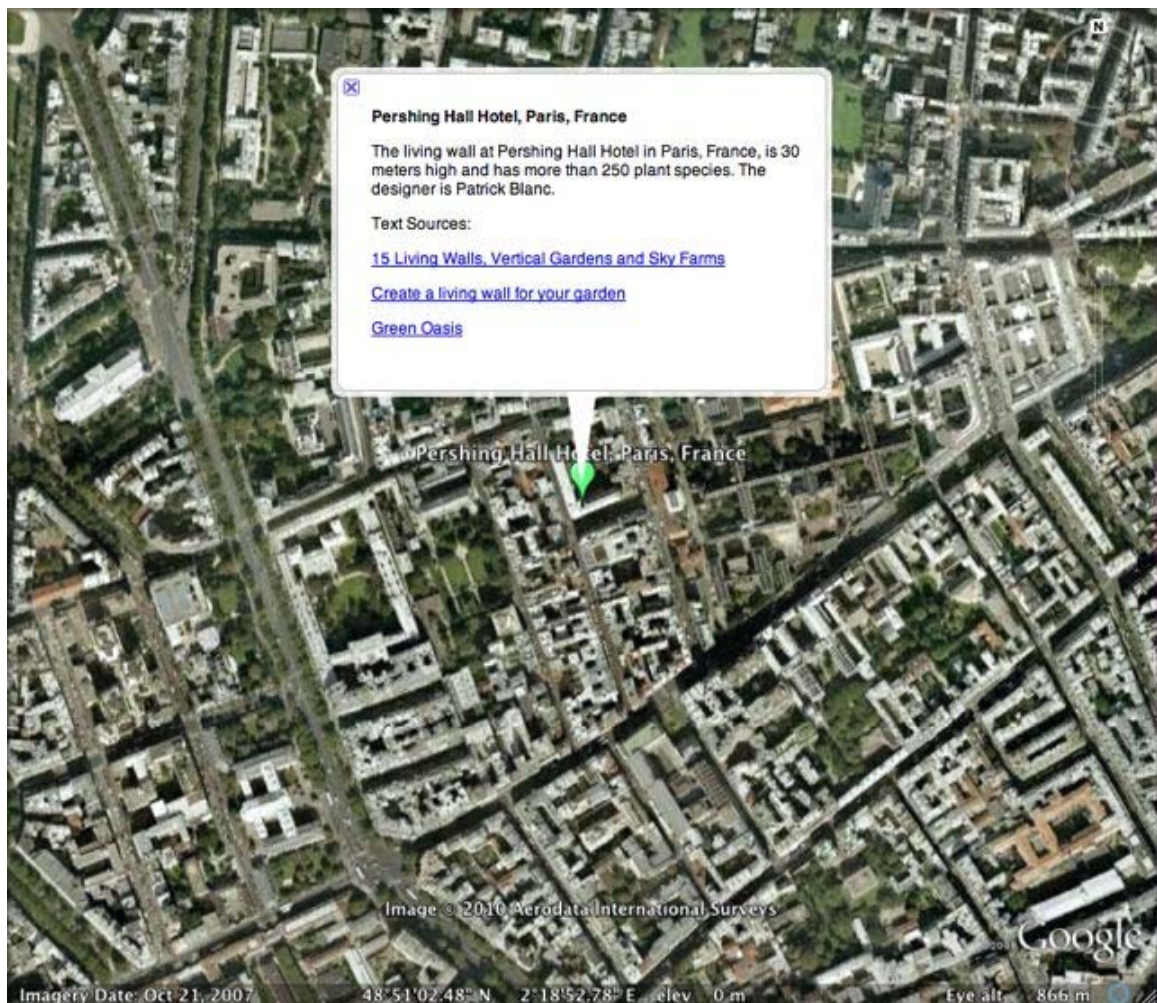 N
Pershing Hall Hotel, Paris, France
The living wall at Pershing Hall Hotel in Paris, France, is 30
meters high and has more than 250 plant species. The
designer is Patrick Blanc.
Text Sources:
15 Living Walls, Vertical Gardens and Sky Farms
Create a living wall for your garden
Green Oasis
Pershing Hall Hotel, Paris, France
Image © 2010 Aerodata International Surveys
Google
Imagery Date: Oct 21, 2007 48°51'02.48" N 2°18'52.78" E elev 0 m Eye alt 866 m